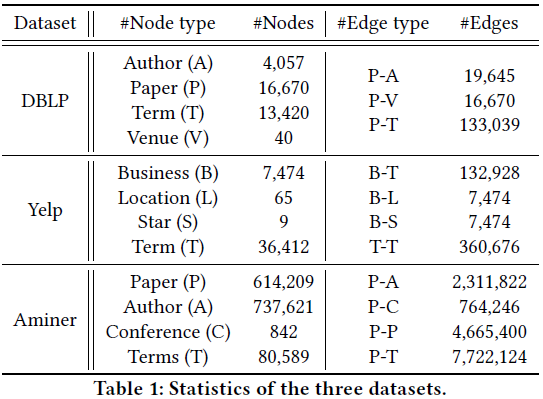 Dataset #Node type #Nodes #Edge type #Edges
DBLP
Author (A) 4,057
Paper (P) 16,670
Term (T) 13,420
Venue (V) 40
P-A 19,645
P-V 16,670
P-T 133,039
Yelp
Business (B) 7,474 B-T 132,928
Location (L) 65 B-L 7,474
Star (S) 9 B-S 7,474
Term (T) 36,412 T-T 360,676
Aminer
Paper (P) 614,209 P-A 2,311,822
Author (A) 737,621 P-C 764,246
Conference (C) 842 P-P 4,665,400
Terms (T) 80,589 P-T 7,722,124
Table 1: Statistics of the three datasets.